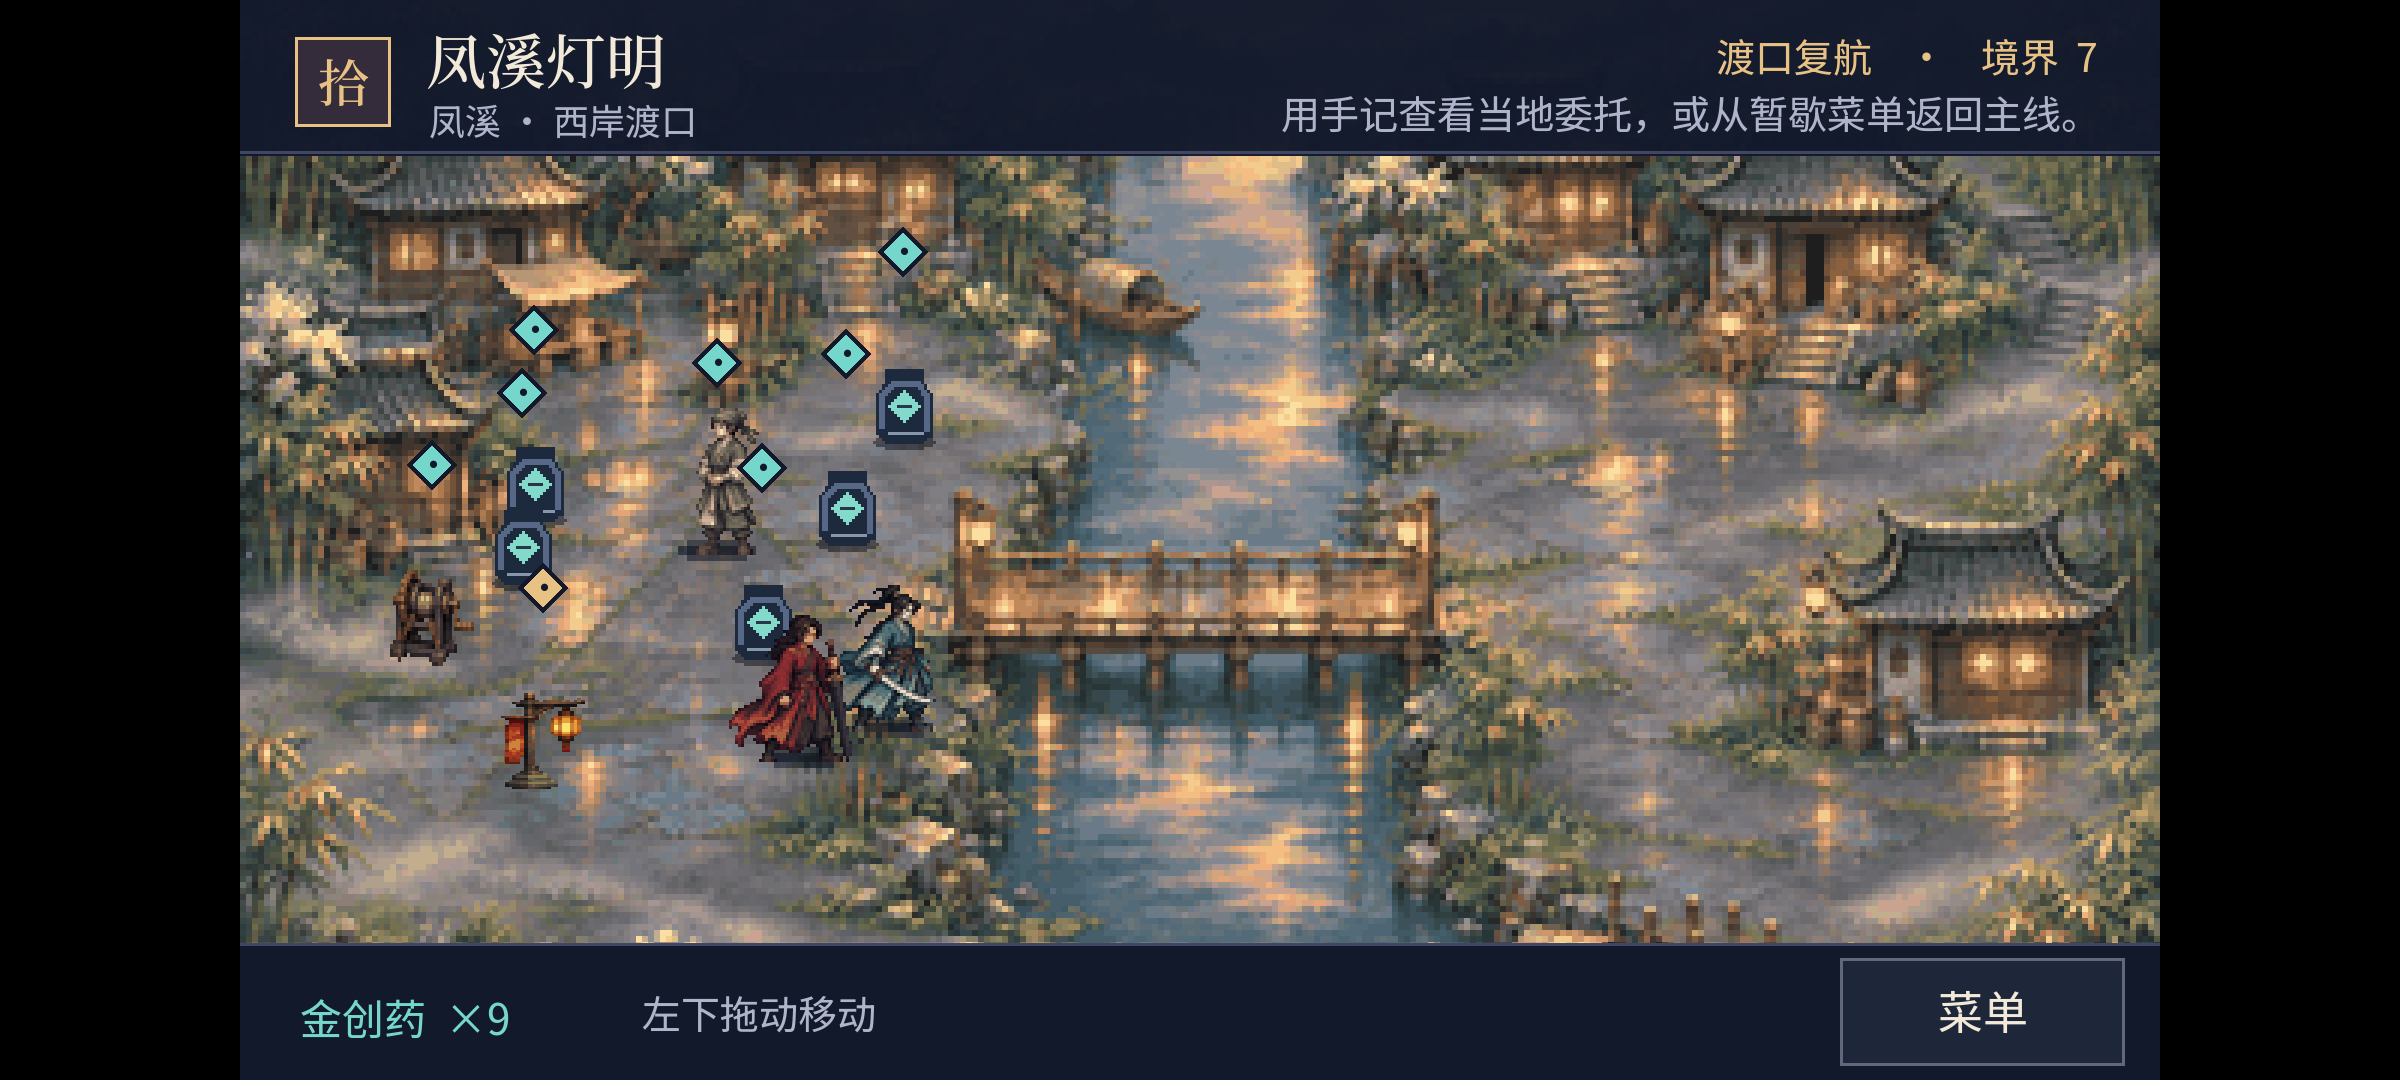 拾
凤溪灯明
凤溪 · 西岸渡口
渡口复航 · 境界 7
用手记查看当地委托，或从暂歇菜单返回主线。
金创药 ×9
左下拖动移动
菜单